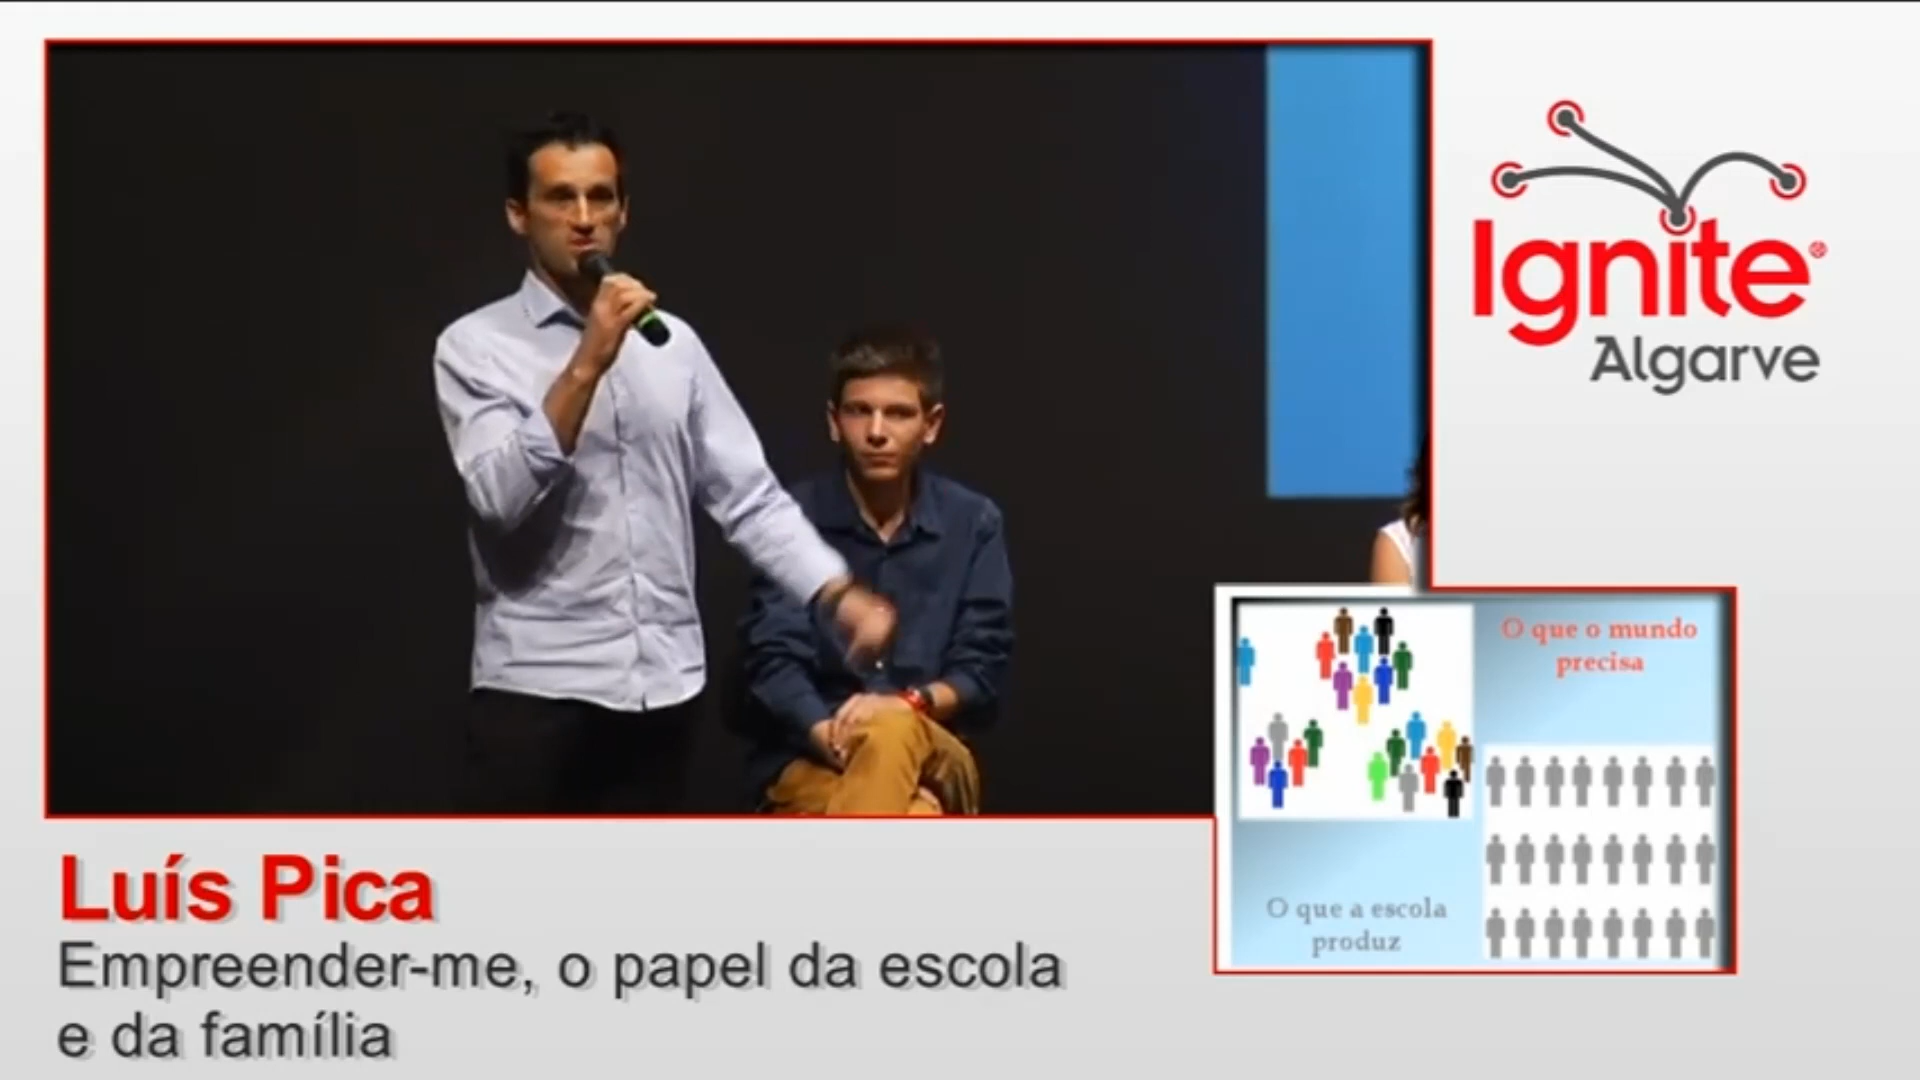 Ignite®
Algarve
O que o mundo
precisa
O que a escola
produz
Luís Pica
Empreender-me, o papel da escola
e da família